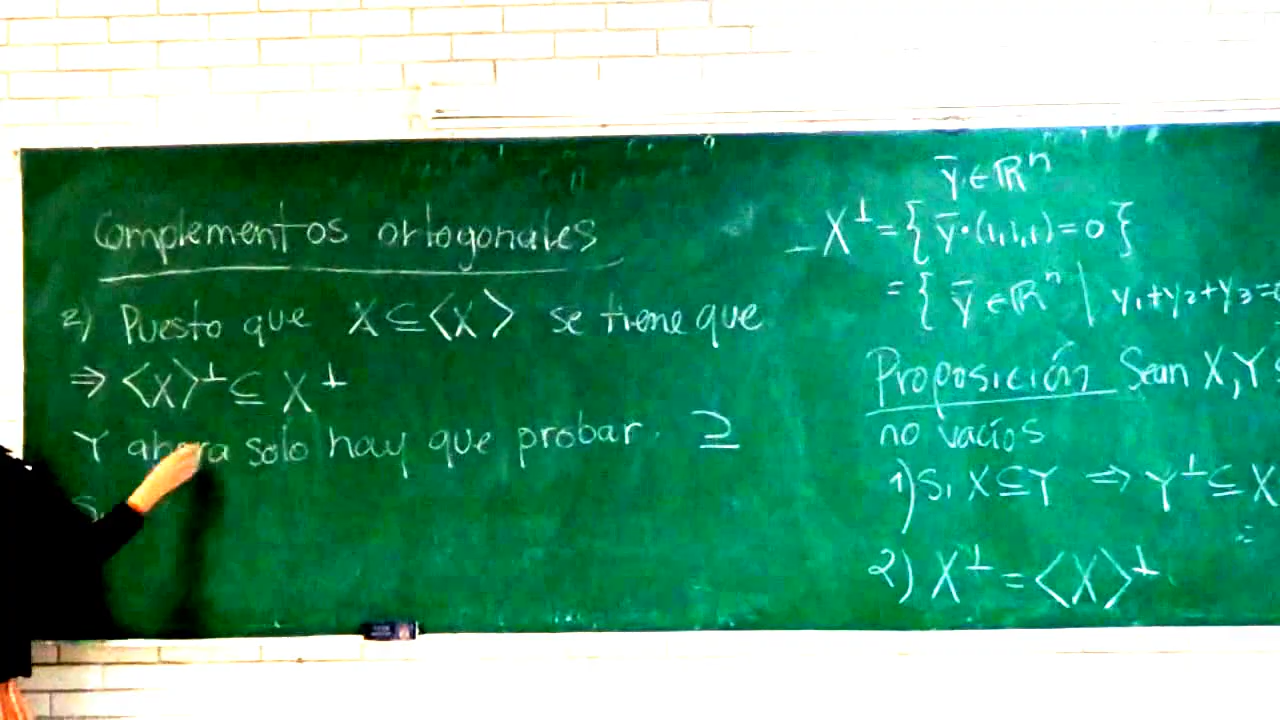 Complementos ortogonales
2) Puesto que X ⊆ ⟨X⟩ se tiene que
⇒ ⟨X⟩⊥ ⊆ X⊥
Y ahora solo hay que probar. ⊇
Si
ȳ ∈ ℝⁿ
X⊥ = { ȳ·(1,1,1) = 0 }
= { ȳ ∈ ℝⁿ | y₁+y₂+y₃=
Proposición Sean X, Y
no vacíos
1) Si X ⊆ Y ⇒ Y⊥ ⊆ X
2) X⊥ = ⟨X⟩⊥